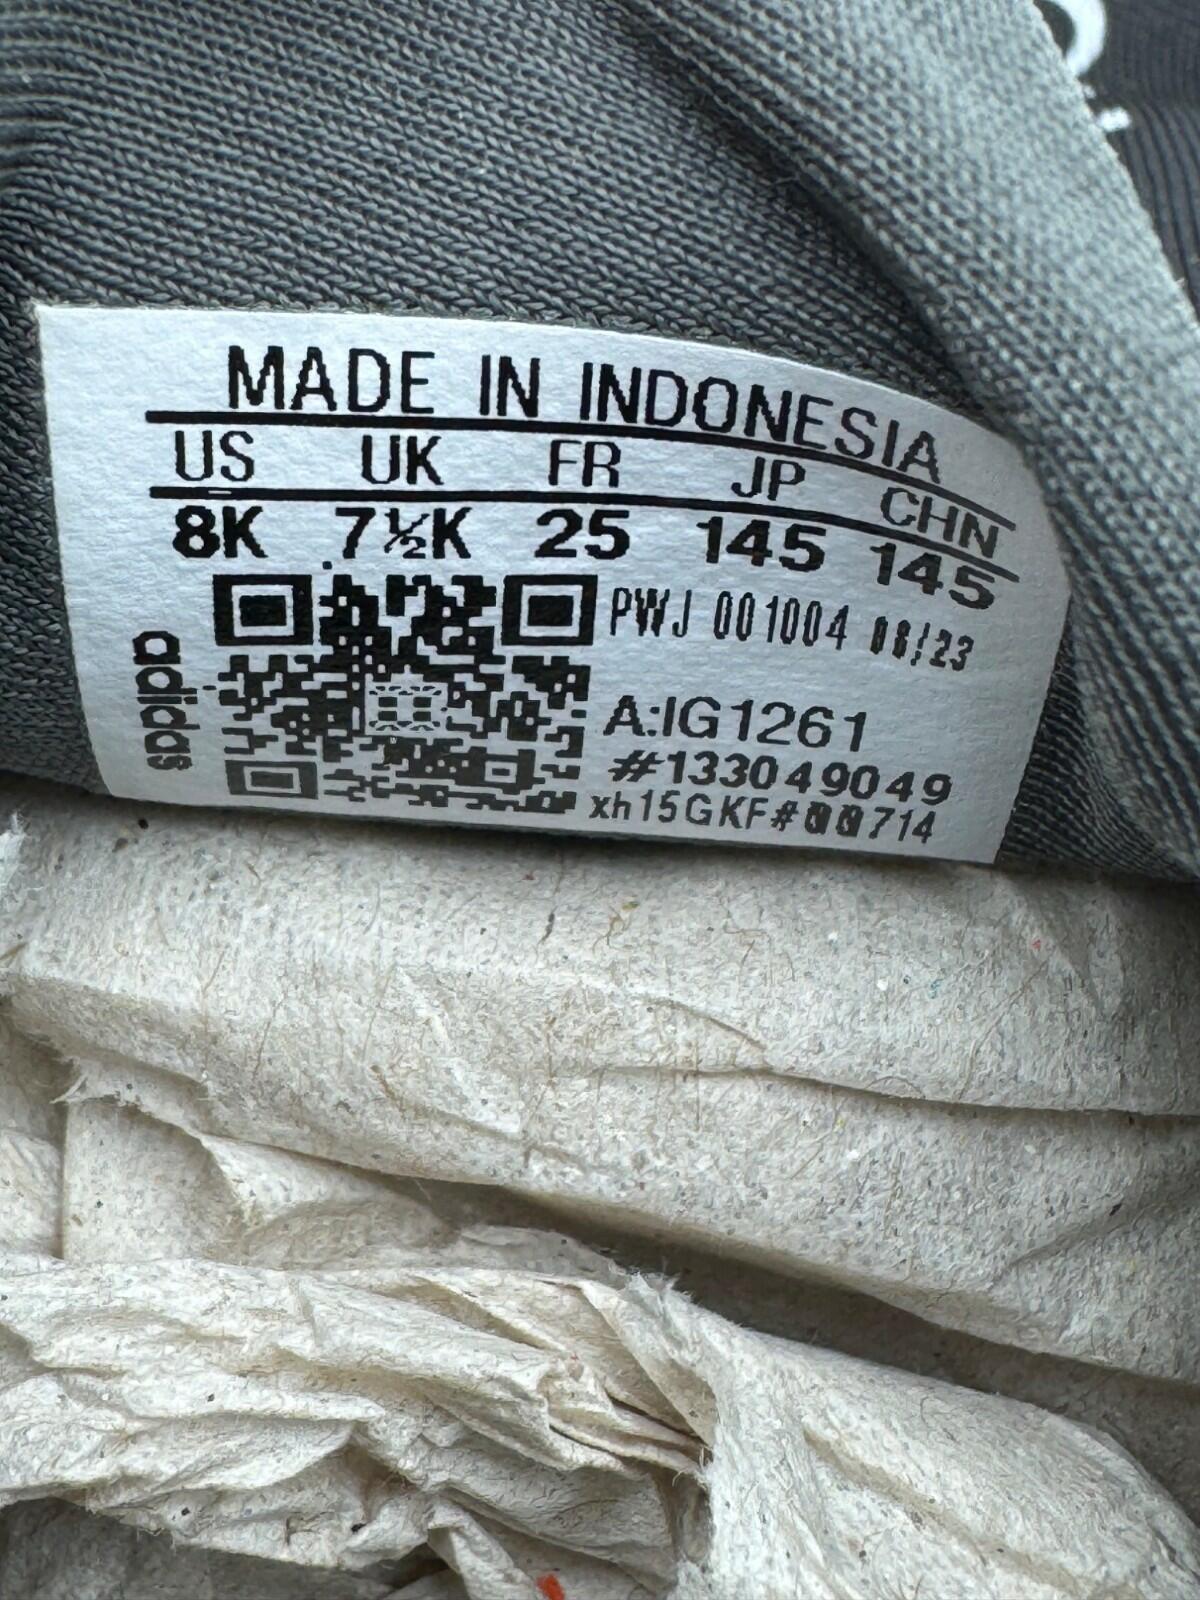 MADE IN INDONESIA
US UK FR JP CHN
8K 7½K 25 145 145
PWJ 001004 08/23
adidas
A:IG1261
#133049049
xh15GKF#00714